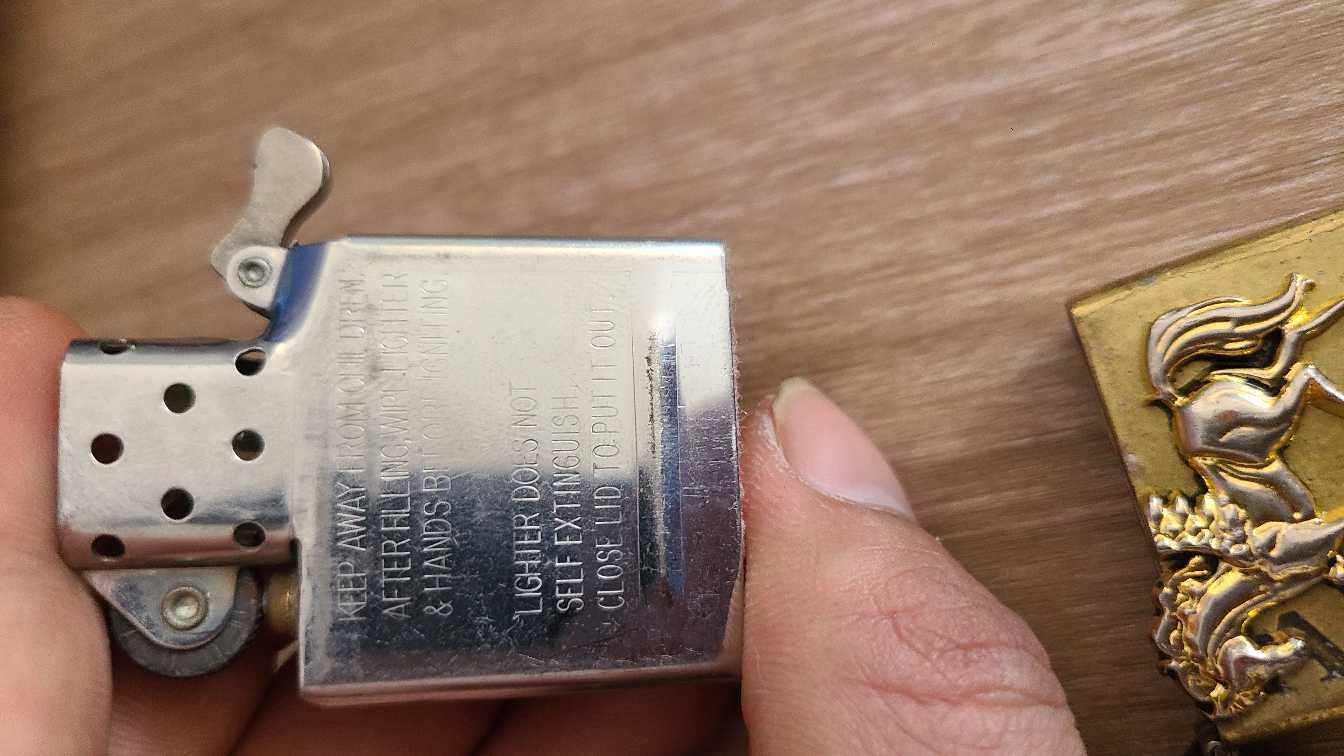 KEEP AWAY FROM CHILDREN,
AFTER FILLING, WIPE LIGHTER
& HANDS BEFORE IGNITING
"LIGHTER DOES NOT
SELF EXTINGUISH,
CLOSE LID TO PUT IT OUT."